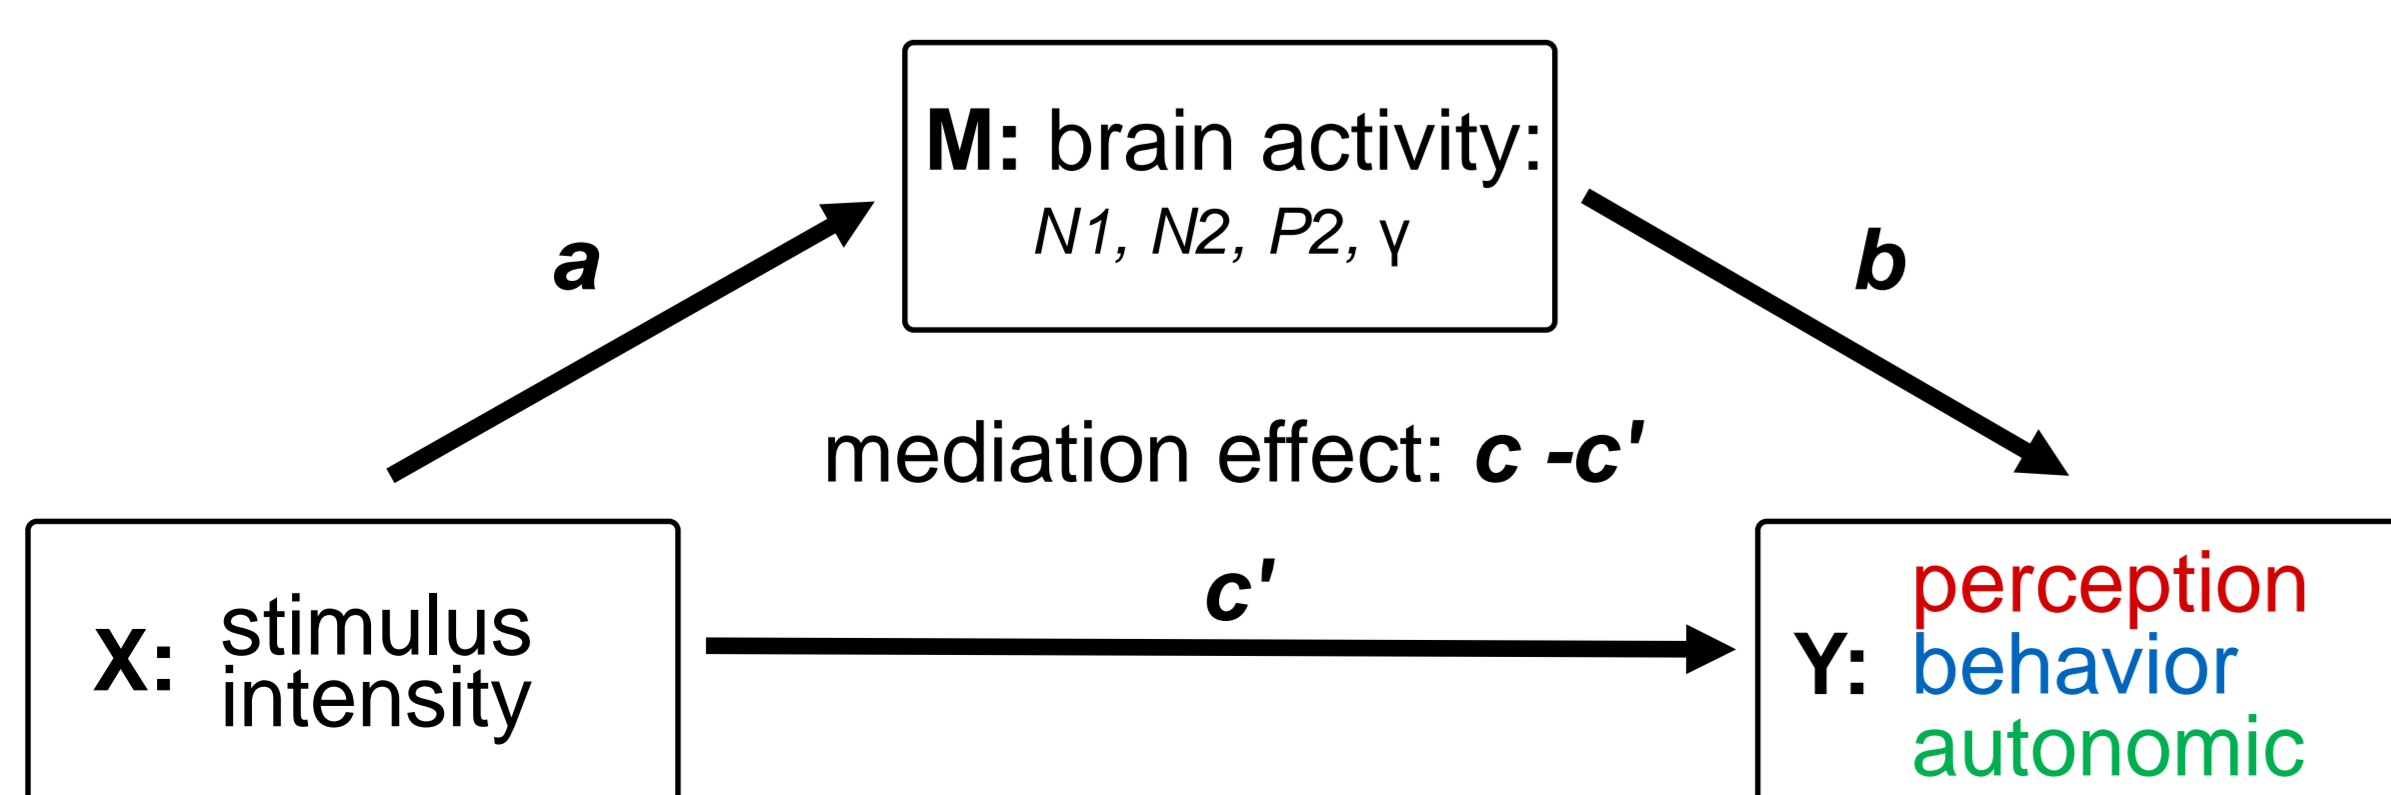 M: brain activity:
N1, N2, P2, γ
a
b
mediation effect: c -c'
c'
X: stimulus
intensity
Y: perception
behavior
autonomic